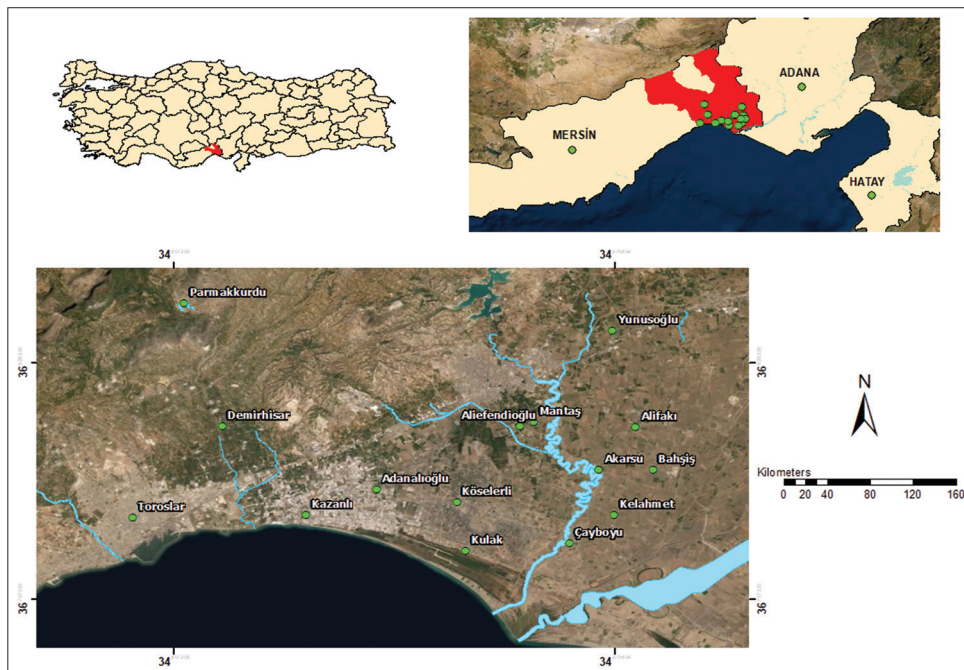 ADANA
MERSİN
HATAY
34
34
Parmakkurdu
Yunusoğlu
36
36
Demirhisar
Aliefendioğlu
Mantaş
Alifakı
Akarsu
Bahşiş
Adanalıoğlu
Köselerli
Toroslar
Kazanlı
Kelahmet
Kulak
Çayboyu
36
36
34
34
N
Kilometers
0 20 40 80 120 160